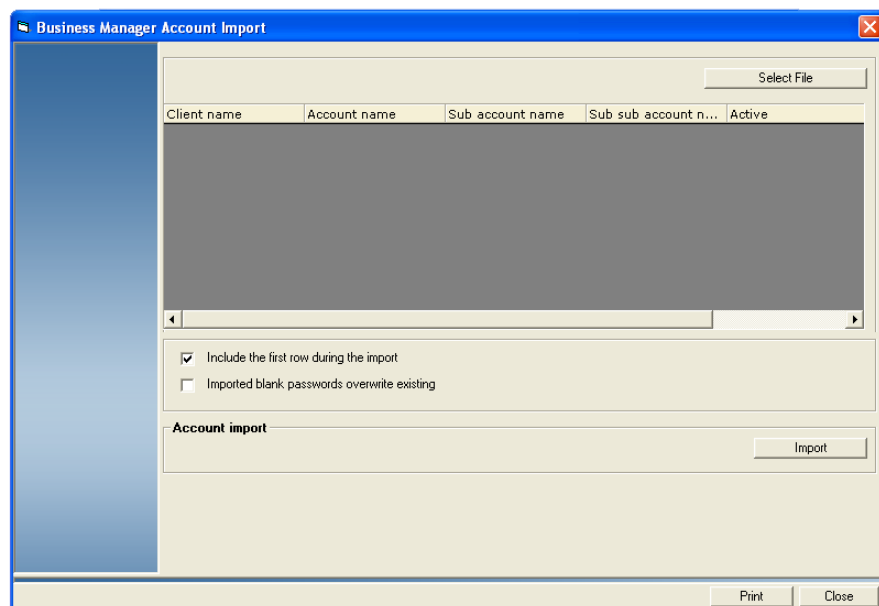 Business Manager Account Import
Select File
Client name Account name Sub account name Sub sub account n... Active
Include the first row during the import
Imported blank passwords overwrite existing
Account import
Import
Print Close